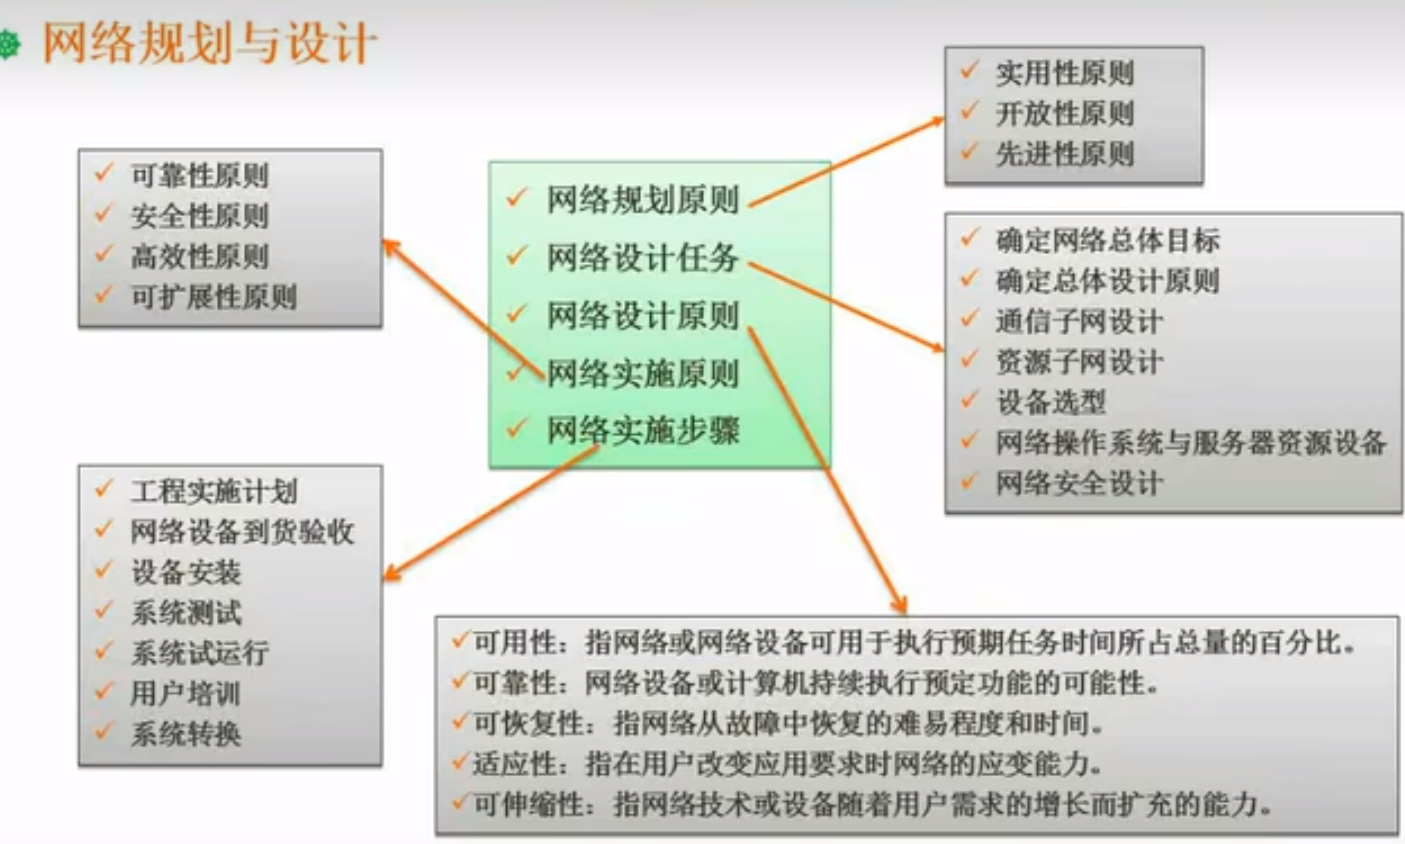 网络规划与设计
实用性原则
开放性原则
先进性原则
可靠性原则
安全性原则
高效性原则
可扩展性原则
网络规划原则
网络设计任务
网络设计原则
网络实施原则
网络实施步骤
确定网络总体目标
确定总体设计原则
通信子网设计
资源子网设计
设备选型
网络操作系统与服务器资源设备
网络安全设计
工程实施计划
网络设备到货验收
设备安装
系统测试
系统试运行
用户培训
系统转换
可用性：指网络或网络设备可用于执行预期任务时间所占总量的百分比。
可靠性：网络设备或计算机持续执行预定功能的可能性。
可恢复性：指网络从故障中恢复的难易程度和时间。
适应性：指在用户改变应用要求时网络的应变能力。
可伸缩性：指网络技术或设备随着用户需求的增长而扩充的能力。